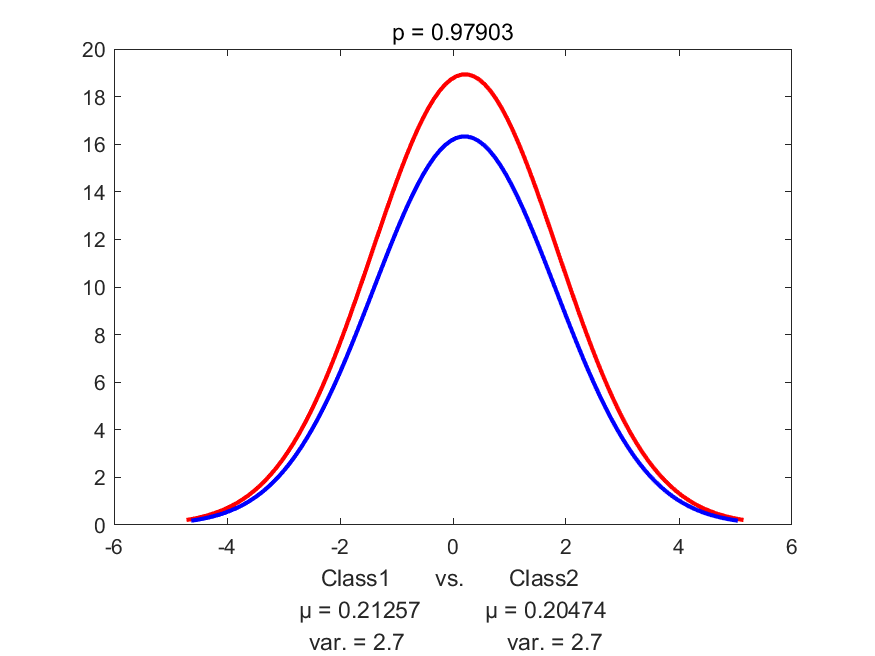 p = 0.97903
20
18
16
14
12
10
8
6
4
2
0
-6 -4 -2 0 2 4 6
Class1 vs. Class2
μ = 0.21257 μ = 0.20474
var. = 2.7 var. = 2.7